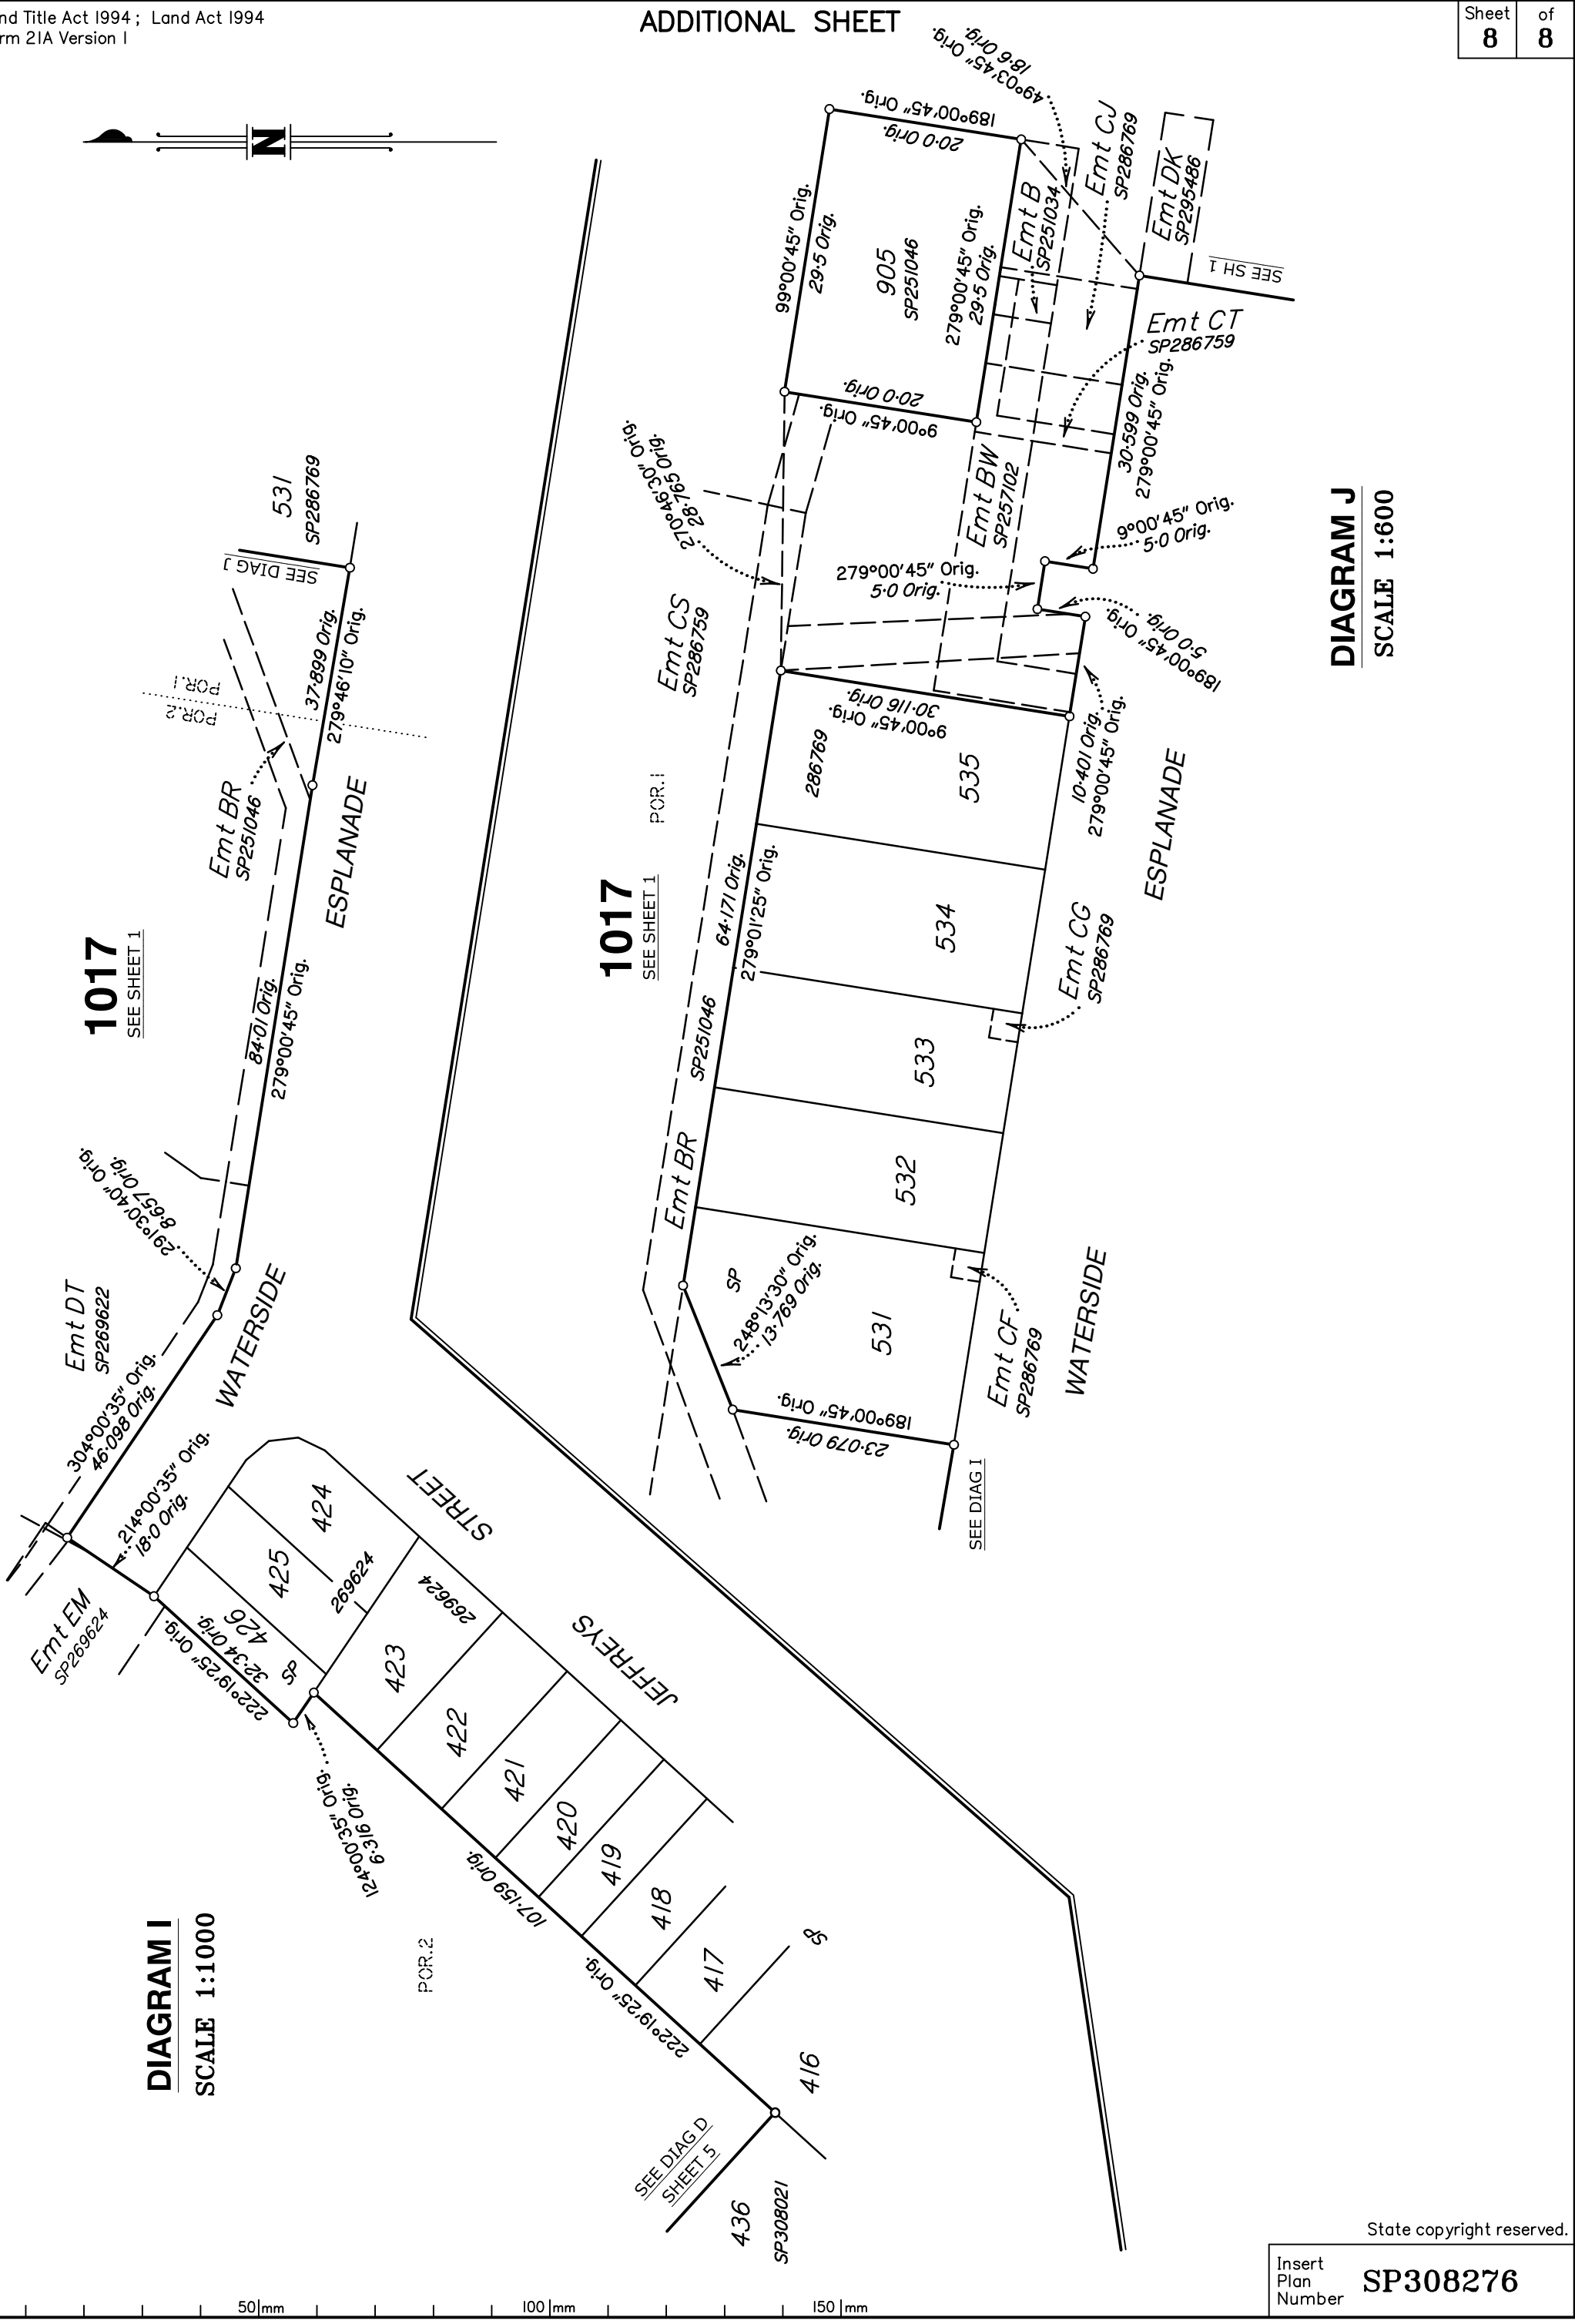 nd Title Act 1994 ; Land Act 1994
rm 21A Version 1
ADDITIONAL SHEET
Sheet
8
of
8
N
49°03'45" Orig.
18·6 Orig.
189°00'45" Orig.
20·0 Orig.
99°00'45" Orig.
29·5 Orig.
905
SP251046
279°00'45" Orig.
29·5 Orig.
Emt B
SP251034
Emt CJ
SP286769
Emt DK
SP295486
SEE SH 1
Emt CT
SP286759
30·599 Orig.
279°00'45" Orig.
20·0 Orig.
9°00'45" Orig.
270°46'30" Orig.
28·765 Orig.
Emt BW
SP257102
9°00'45" Orig.
5·0 Orig.
279°00'45" Orig.
5·0 Orig.
189°00'45" Orig.
5·0 Orig.
Emt CS
SP286759
30·116 Orig.
9°00'45" Orig.
10·401 Orig.
279°00'45" Orig.
DIAGRAM J
SCALE 1:600
531
SP286769
SEE DIAG J
37·899 Orig.
279°46'10" Orig.
POR.1
POR.2
Emt BR
SP251046
ESPLANADE
1017
SEE SHEET 1
84·01 Orig.
279°00'45" Orig.
291°30'40" Orig.
8·657 Orig.
Emt DT
SP269622
WATERSIDE
304°00'35" Orig.
46·098 Orig.
214°00'35" Orig.
18·0 Orig.
Emt EM
SP269624
222°19'25" Orig.
32·34 Orig.
426
SP
425
269624
424
STREET
269624
423
422
421
420
419
418
417
416
SP
JEFFREYS
124°00'35" Orig.
6·316 Orig.
107·159 Orig.
222°19'25" Orig.
POR.2
DIAGRAM I
SCALE 1:1000
SEE DIAG D
SHEET 5
436
SP308021
1017
SEE SHEET 1
POR.1
286769
535
534
533
532
531
SP
64·171 Orig.
279°01'25" Orig.
SP251046
Emt BR
248°13'30" Orig.
13·769 Orig.
189°00'45" Orig.
23·079 Orig.
Emt CG
SP286769
ESPLANADE
Emt CF
SP286769
WATERSIDE
SEE DIAG I
State copyright reserved.
Insert
Plan
Number
SP308276
50 mm
100 mm
150 mm